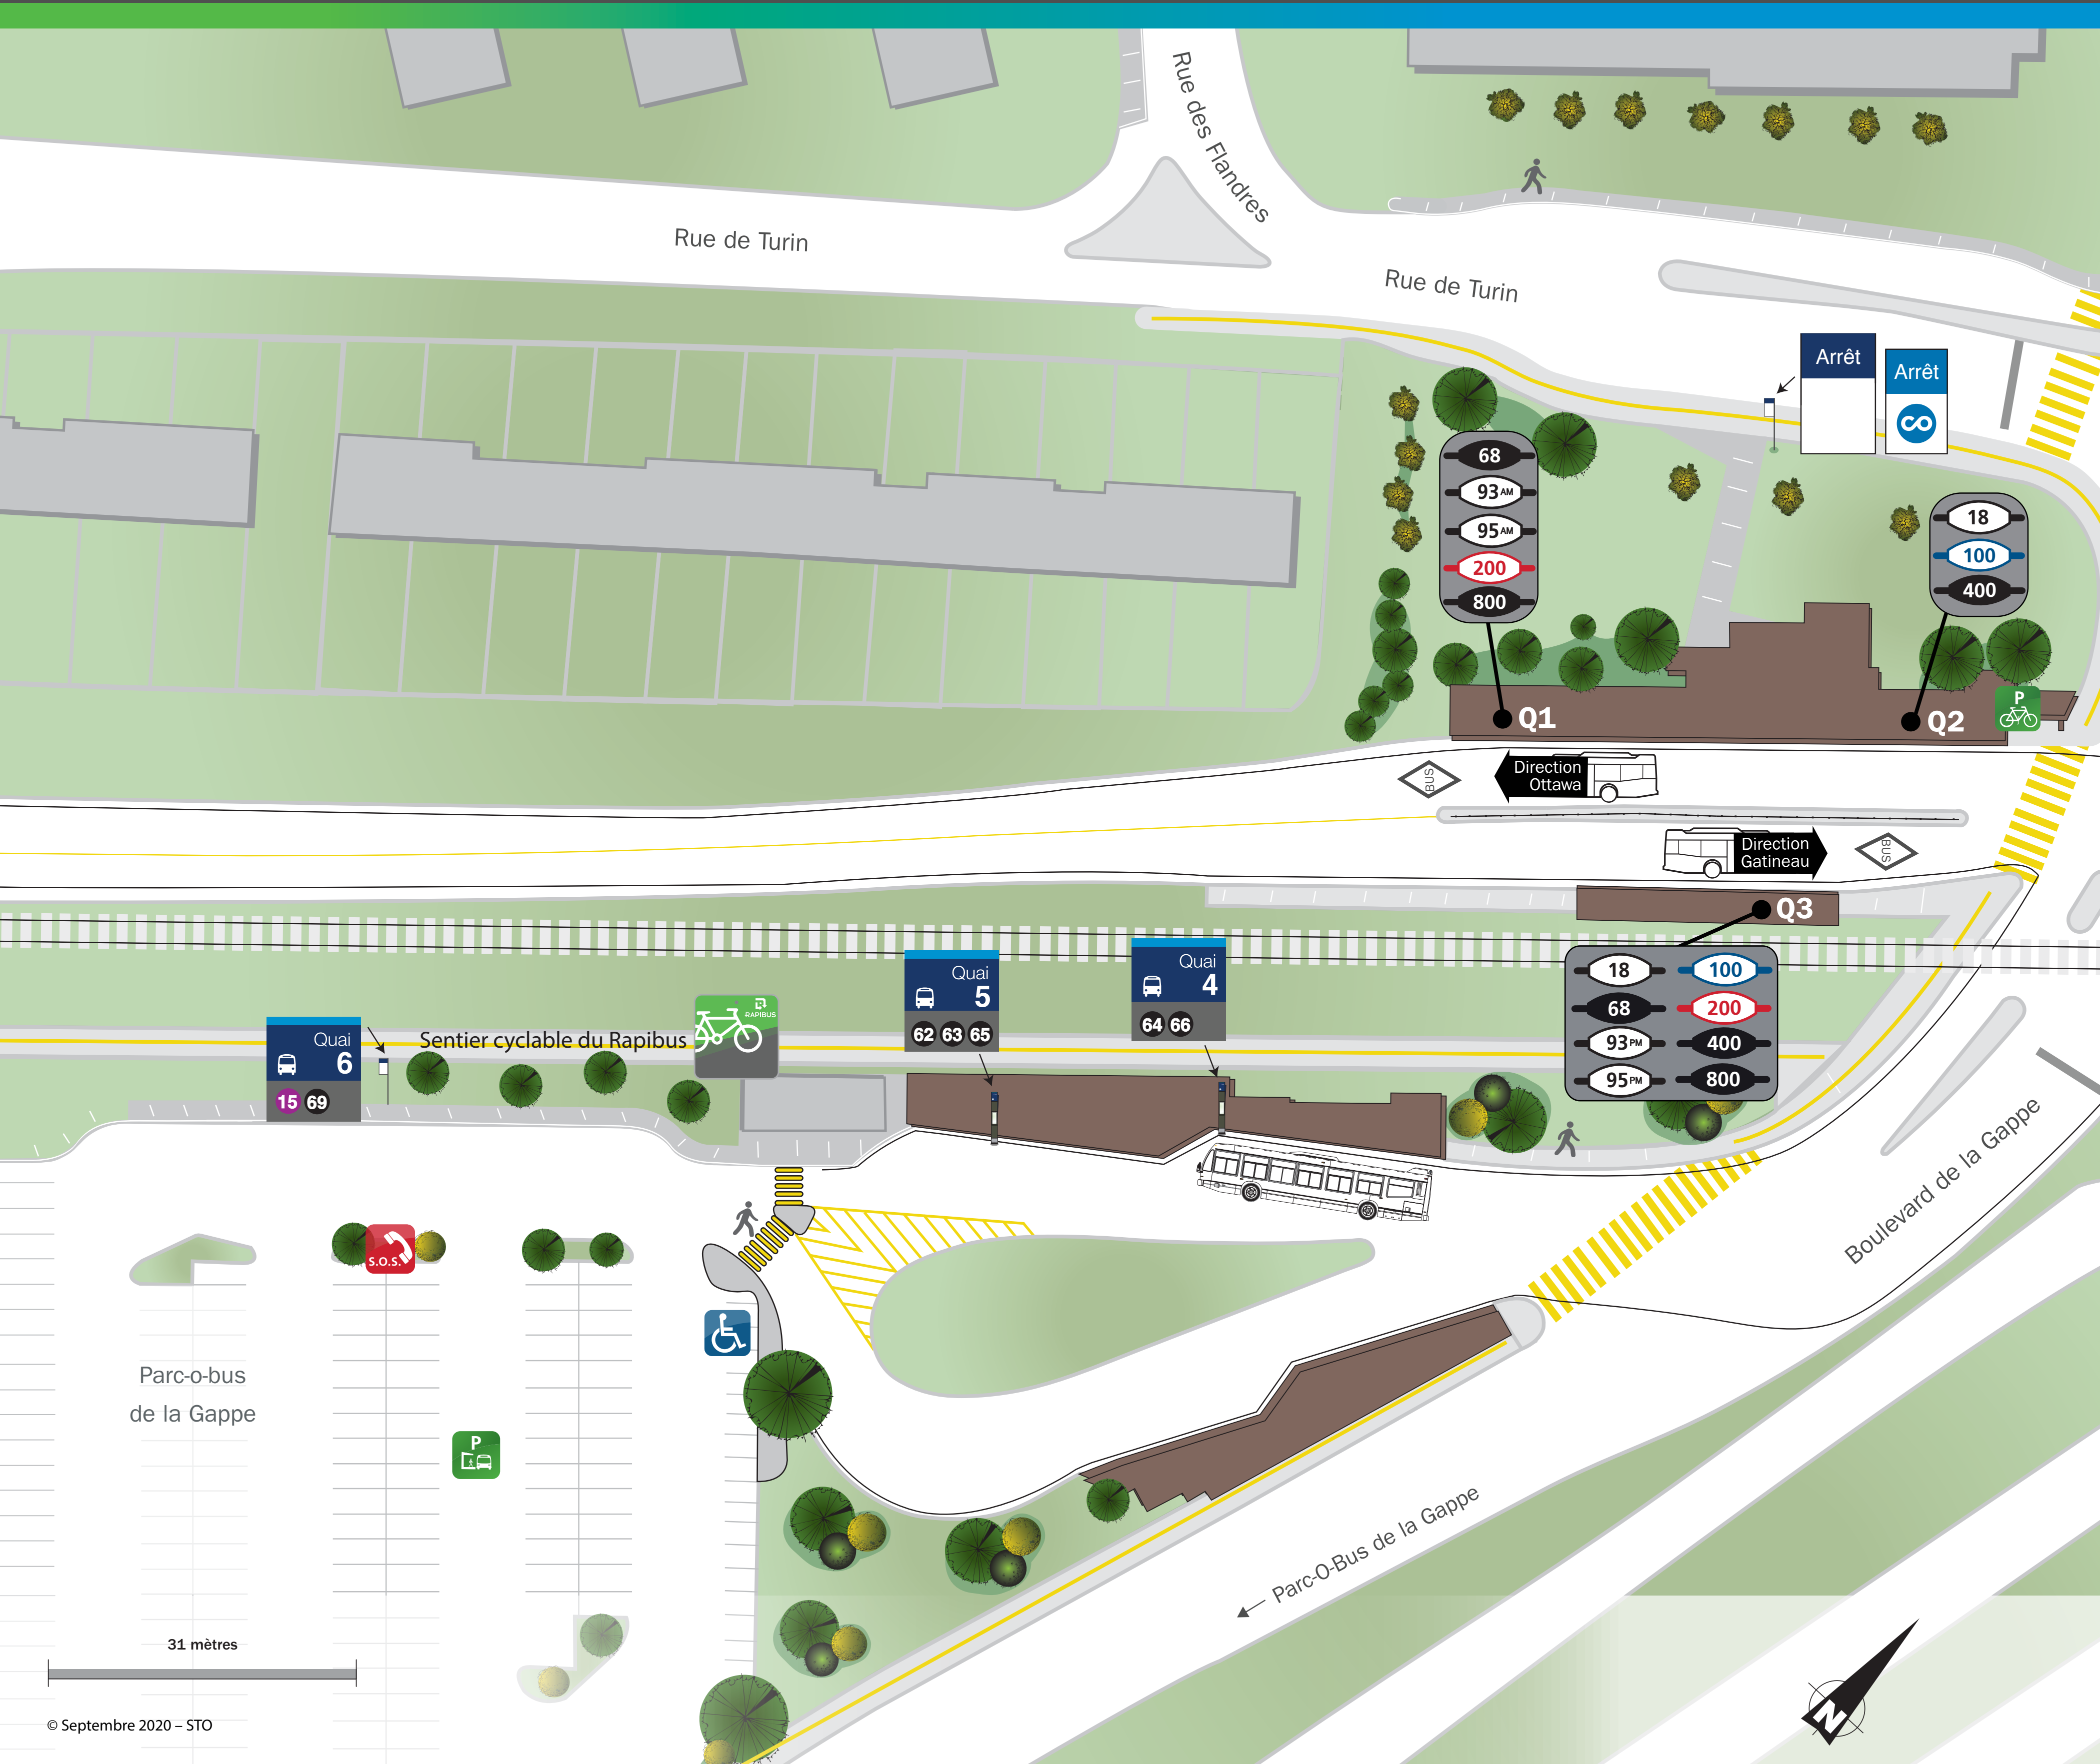 Rue des Flandres
Rue de Turin
Rue de Turin
Arrêt
Arrêt
68
93 AM
95 AM
200
800
18
100
400
Q1
Q2
P
BUS
Direction
Ottawa
Direction
Gatineau
BUS
Q3
18
100
68
200
93 PM
400
95 PM
800
Quai
4
64 66
Quai
5
62 63 65
RAPIBUS
Sentier cyclable du Rapibus
Quai
6
15 69
S.O.S.
Boulevard de la Gappe
Parc-o-bus
de la Gappe
P
Parc-O-Bus de la Gappe
31 mètres
N
© Septembre 2020 – STO